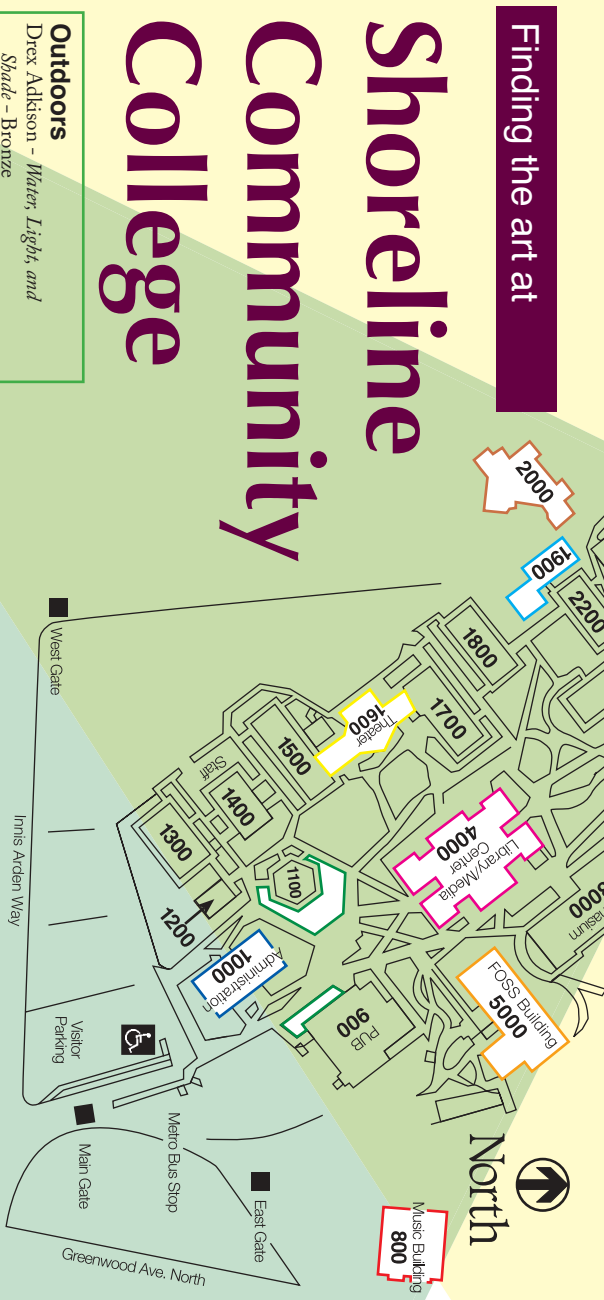 Finding the art at
Shoreline
Community
College
Outdoors
Drex Adkison - Water, Light, and
Shade - Bronze
2000
1900
2200
1800
1700
Theater
1600
1500
Staff
1400
1300
1200
1100
Library/Media
Center
4000
Administration
1000
PUB
900
FOSS Building
5000
North
Music Building
800
West Gate
Innis Arden Way
Visitor
Parking
Metro Bus Stop
Main Gate
East Gate
Greenwood Ave. North